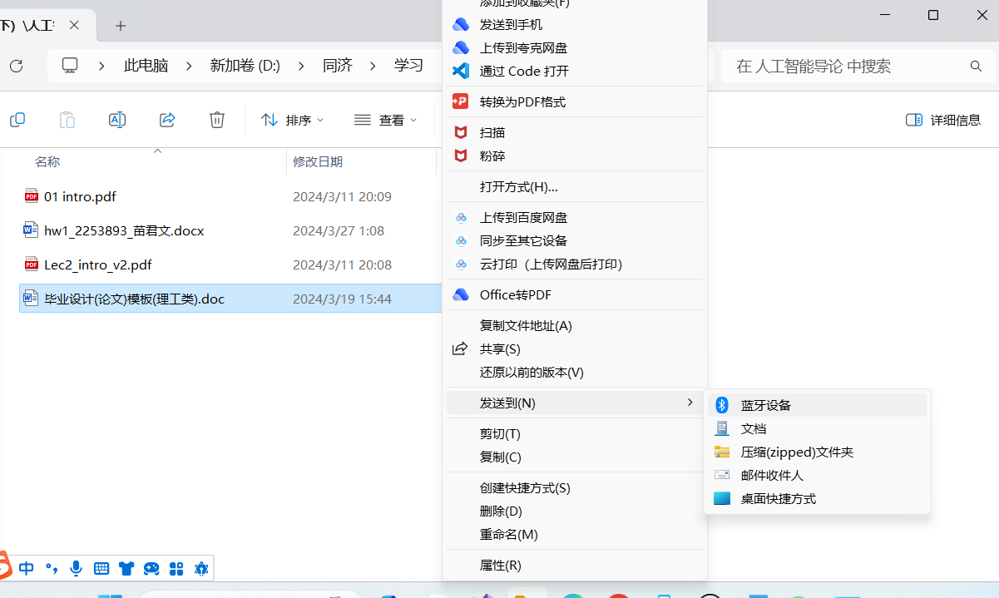 下) \人工
添加到收藏夹(F)
发送到手机
上传到夸克网盘
通过 Code 打开
此电脑
新加卷 (D:)
同济
学习
在 人工智能导论 中搜索
排序
查看
详细信息
转换为PDF格式
扫描
粉碎
打开方式(H)...
上传到百度网盘
同步至其它设备
云打印（上传网盘后打印）
Office转PDF
复制文件地址(A)
共享(S)
还原以前的版本(V)
发送到(N)
剪切(T)
复制(C)
创建快捷方式(S)
删除(D)
重命名(M)
属性(R)
名称
修改日期
01 intro.pdf
2024/3/11 20:09
hw1_2253893_苗君文.docx
2024/3/27 1:08
Lec2_intro_v2.pdf
2024/3/11 20:08
毕业设计(论文)模板(理工类).doc
2024/3/19 15:44
蓝牙设备
文档
压缩(zipped)文件夹
邮件收件人
桌面快捷方式
中